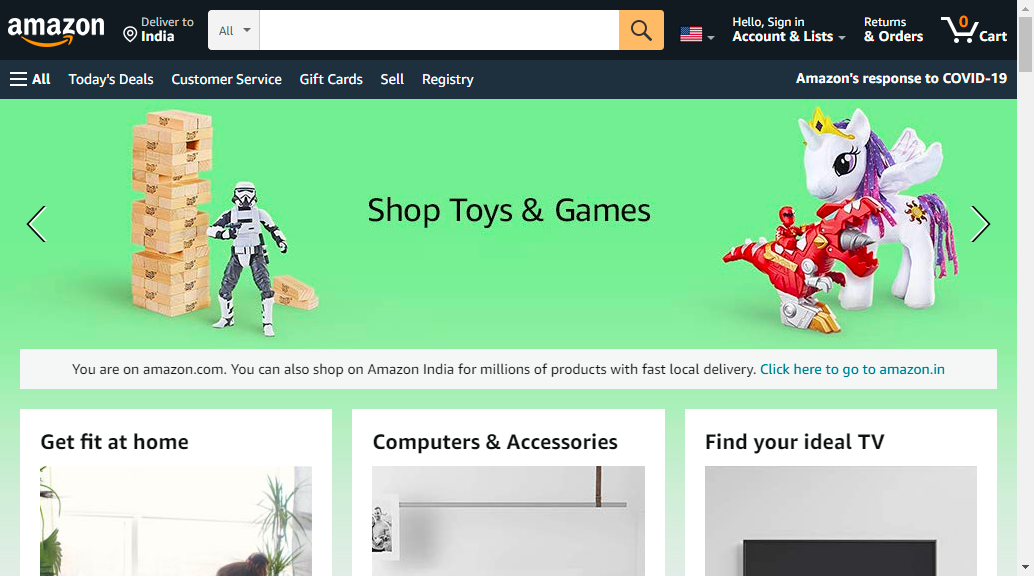 amazon
Deliver to
India
All
Hello, Sign in
Account & Lists
Returns
& Orders
0
Cart
All
Today's Deals
Customer Service
Gift Cards
Sell
Registry
Amazon's response to COVID-19
Shop Toys & Games
You are on amazon.com. You can also shop on Amazon India for millions of products with fast local delivery. Click here to go to amazon.in
Get fit at home
Computers & Accessories
Find your ideal TV